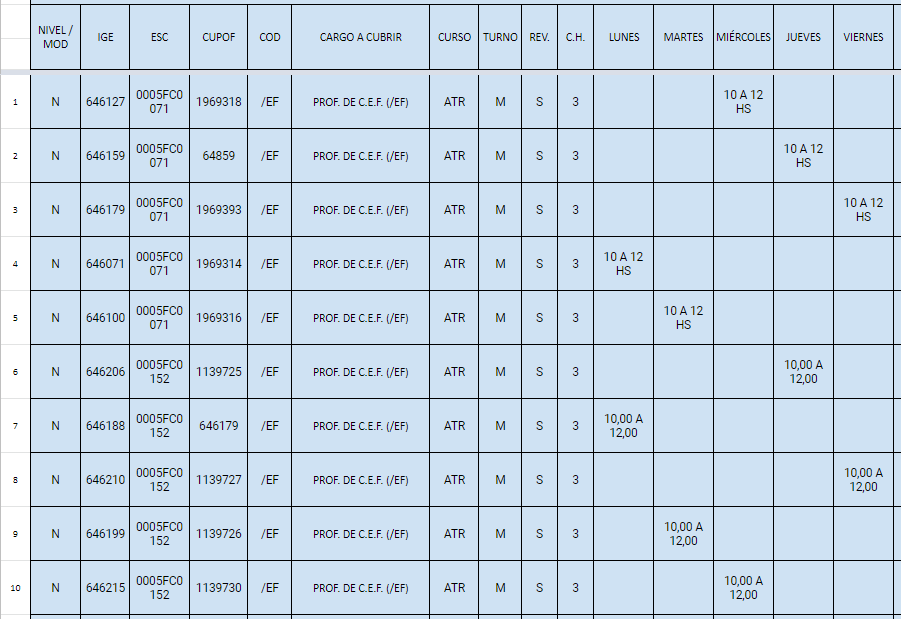 NIVEL / MOD IGE ESC CUPOF COD CARGO A CUBRIR CURSO TURNO REV. C.H. LUNES MARTES MIÉRCOLES JUEVES VIERNES
1 N 646127 0005FC0071 1969318 /EF PROF. DE C.E.F. (/EF) ATR M S 3 10 A 12 HS
2 N 646159 0005FC0071 64859 /EF PROF. DE C.E.F. (/EF) ATR M S 3 10 A 12 HS
3 N 646179 0005FC0071 1969393 /EF PROF. DE C.E.F. (/EF) ATR M S 3 10 A 12 HS
4 N 646071 0005FC0071 1969314 /EF PROF. DE C.E.F. (/EF) ATR M S 3 10 A 12 HS
5 N 646100 0005FC0071 1969316 /EF PROF. DE C.E.F. (/EF) ATR M S 3 10 A 12 HS
6 N 646206 0005FC0152 1139725 /EF PROF. DE C.E.F. (/EF) ATR M S 3 10,00 A 12,00
7 N 646188 0005FC0152 646179 /EF PROF. DE C.E.F. (/EF) ATR M S 3 10,00 A 12,00
8 N 646210 0005FC0152 1139727 /EF PROF. DE C.E.F. (/EF) ATR M S 3 10,00 A 12,00
9 N 646199 0005FC0152 1139726 /EF PROF. DE C.E.F. (/EF) ATR M S 3 10,00 A 12,00
10 N 646215 0005FC0152 1139730 /EF PROF. DE C.E.F. (/EF) ATR M S 3 10,00 A 12,00